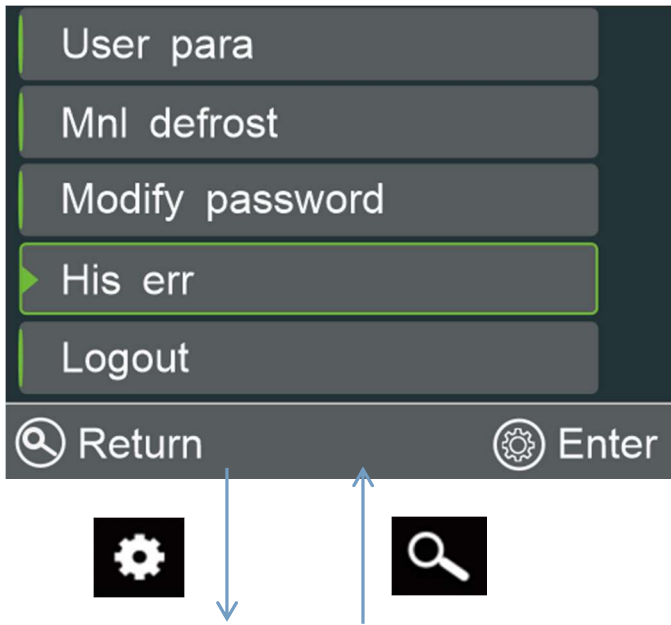 User para
Mnl defrost
Modify password
His err
Logout
Return Enter